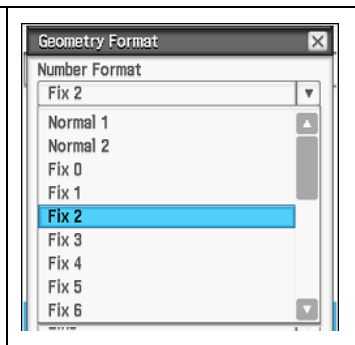 Geometry Format
Number Format
Fix 2
Normal 1
Normal 2
Fix 0
Fix 1
Fix 2
Fix 3
Fix 4
Fix 5
Fix 6